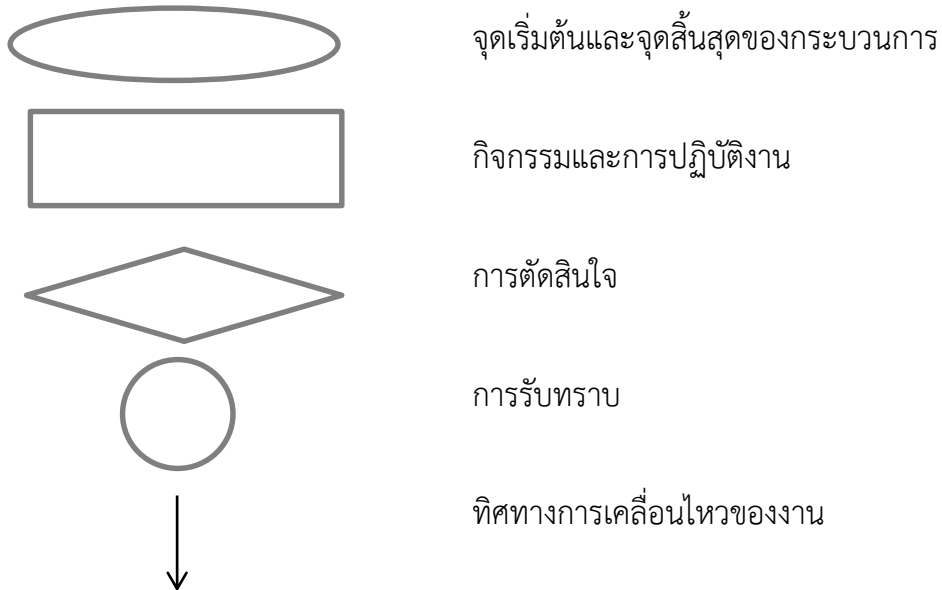 จุดเริ่มต้นและจุดสิ้นสุดของกระบวนการ
กิจกรรมและการปฏิบัติงาน
การตัดสินใจ
การรับทราบ
ทิศทางการเคลื่อนไหวของงาน